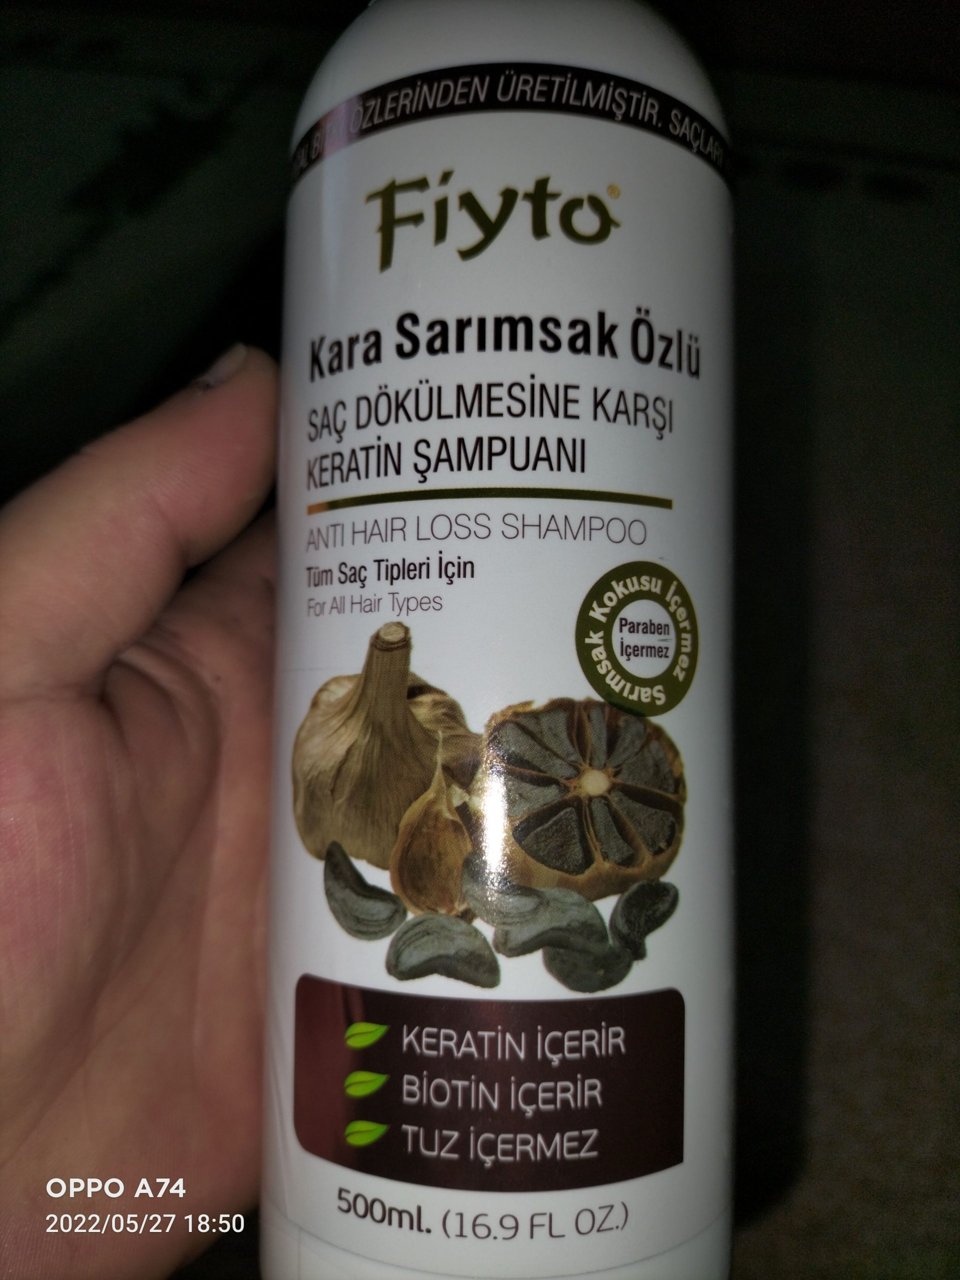 ÖZLERİNDEN ÜRETİLMİŞTİR. SAÇLARI
Fiyto®
Kara Sarımsak Özlü
SAÇ DÖKÜLMESİNE KARŞI
KERATİN ŞAMPUANI
ANTI HAIR LOSS SHAMPOO
Tüm Saç Tipleri İçin
For All Hair Types
Sarımsak Kokusu İçermez
Paraben
İçermez
KERATİN İÇERİR
BİOTİN İÇERİR
TUZ İÇERMEZ
500ml. (16.9 FL OZ.)
OPPO A74
2022/05/27 18:50